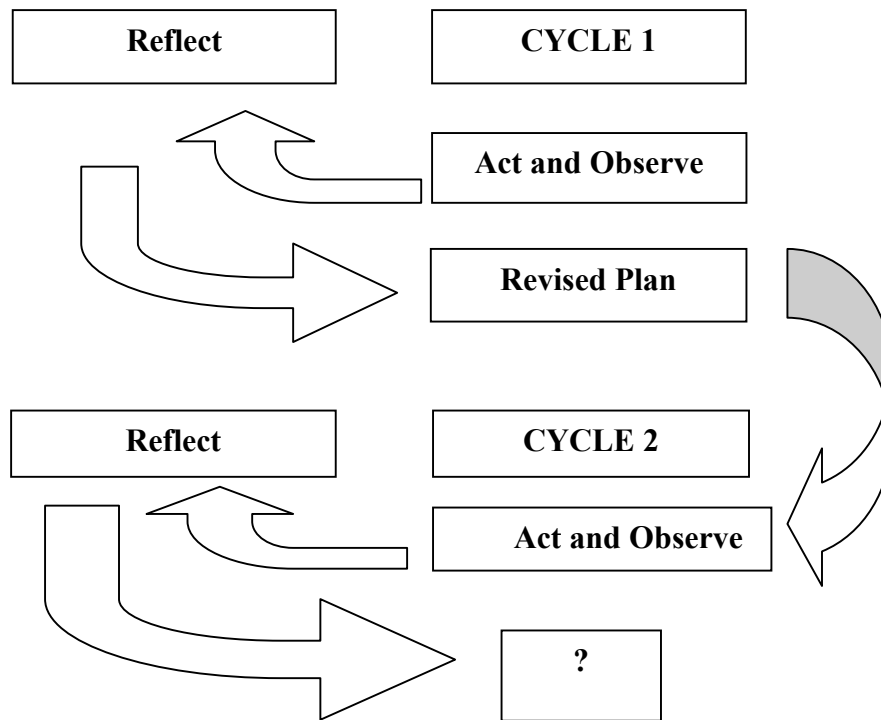 Reflect
CYCLE 1
Act and Observe
Revised Plan
Reflect
CYCLE 2
Act and Observe
?